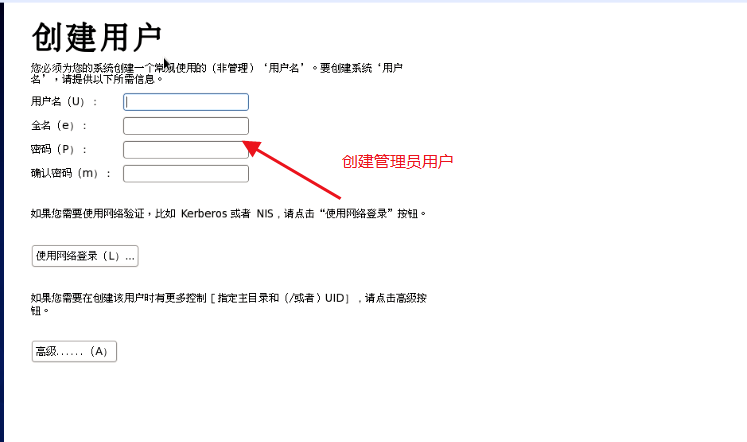 创建用户
您必须为您的系统创建一个常规使用的（非管理）‘用户名’。要创建系统‘用户
名’，请提供以下所需信息。
用户名（U）：
全名（e）：
密码（P）：
创建管理员用户
确认密码（m）：
如果您需要使用网络验证，比如 Kerberos 或者 NIS，请点击“使用网络登录”按钮。
使用网络登录（L）...
如果您需要在创建该用户时有更多控制［指定主目录和（/或者）UID］，请点击高级按
钮。
高级......（A）